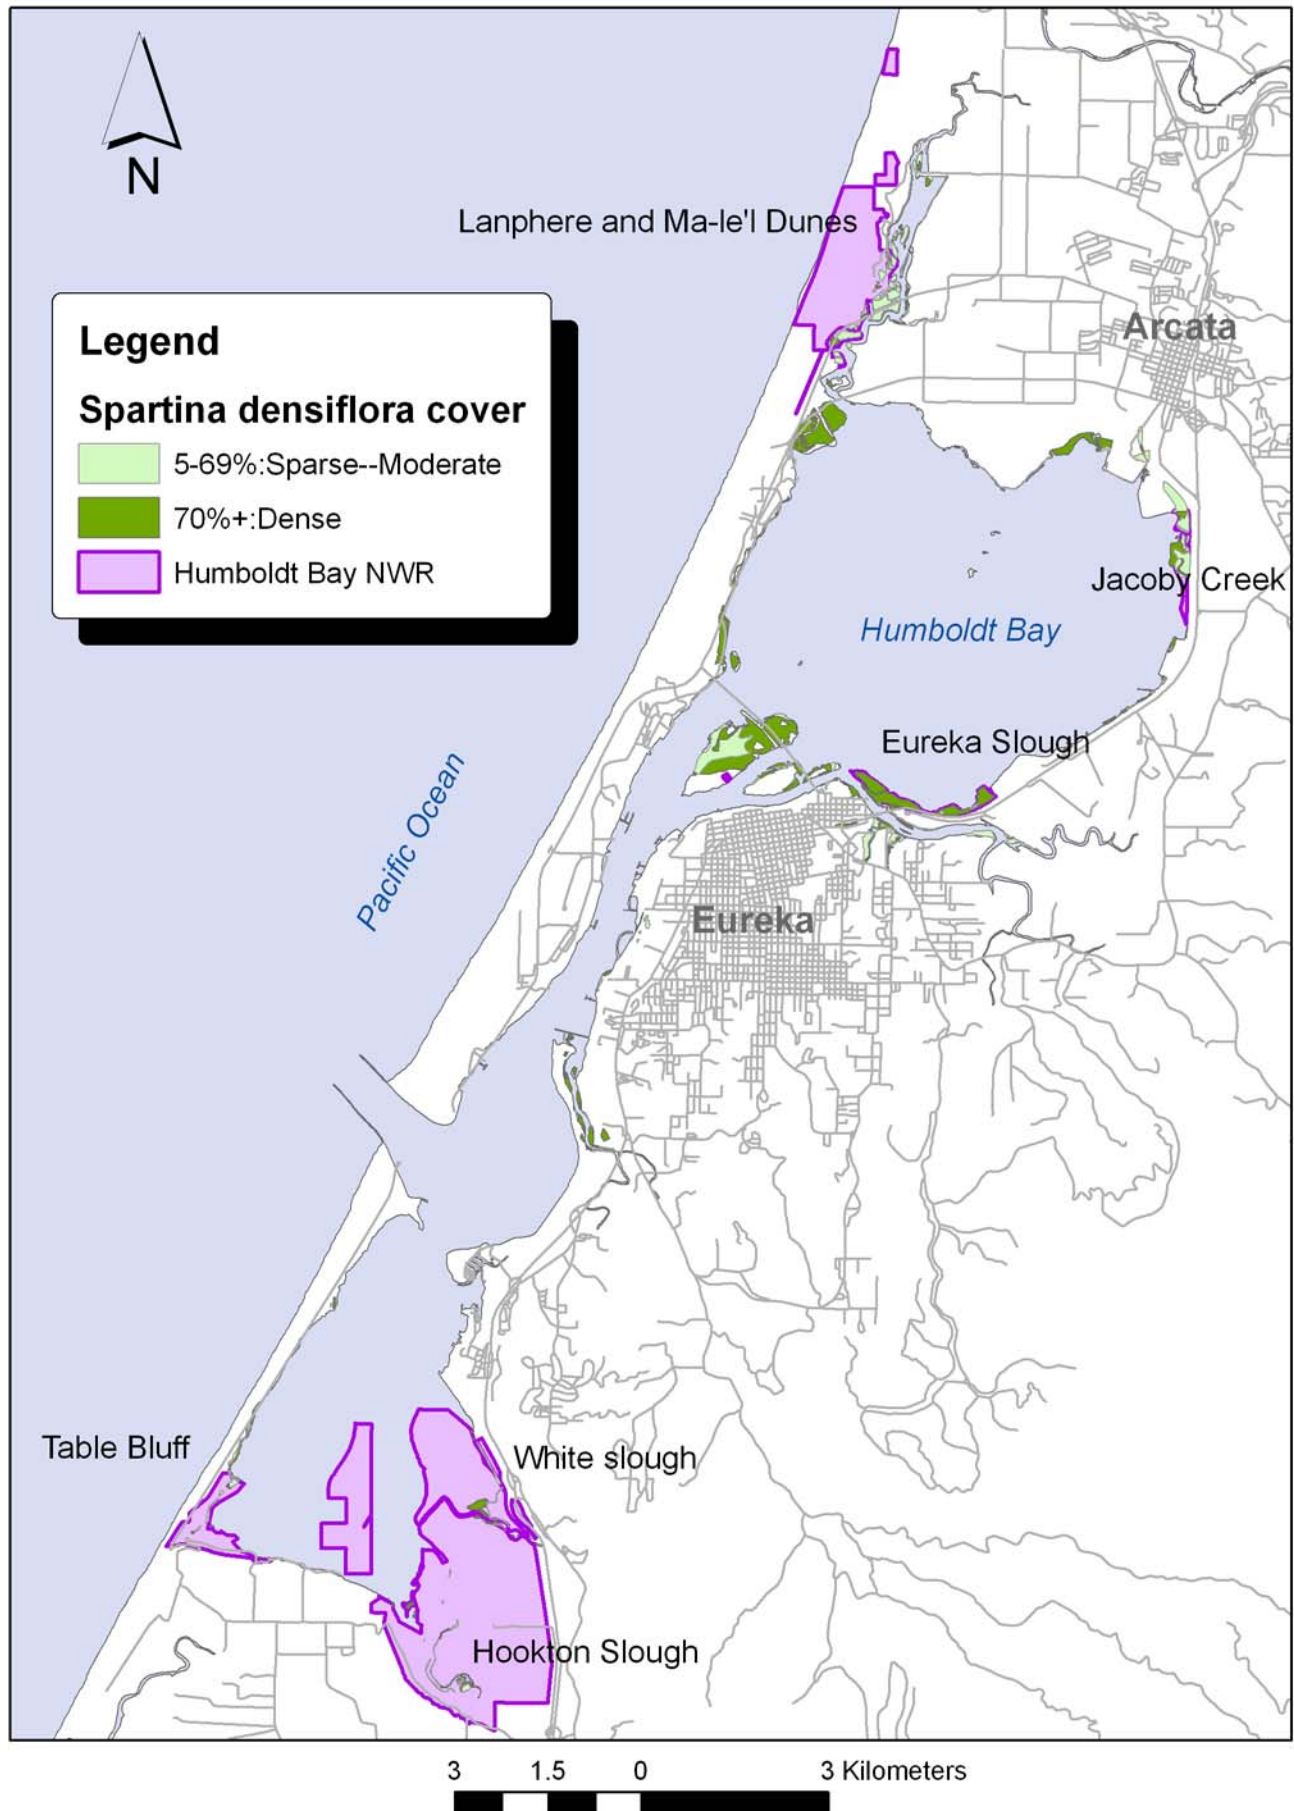 N
Lanphere and Ma-le'l Dunes
Legend
Spartina densiflora cover
5-69%:Sparse--Moderate
70%+:Dense
Humboldt Bay NWR
Arcata
Jacoby Creek
Humboldt Bay
Eureka Slough
Pacific Ocean
Eureka
Table Bluff
White slough
Hookton Slough
3 1.5 0 3 Kilometers